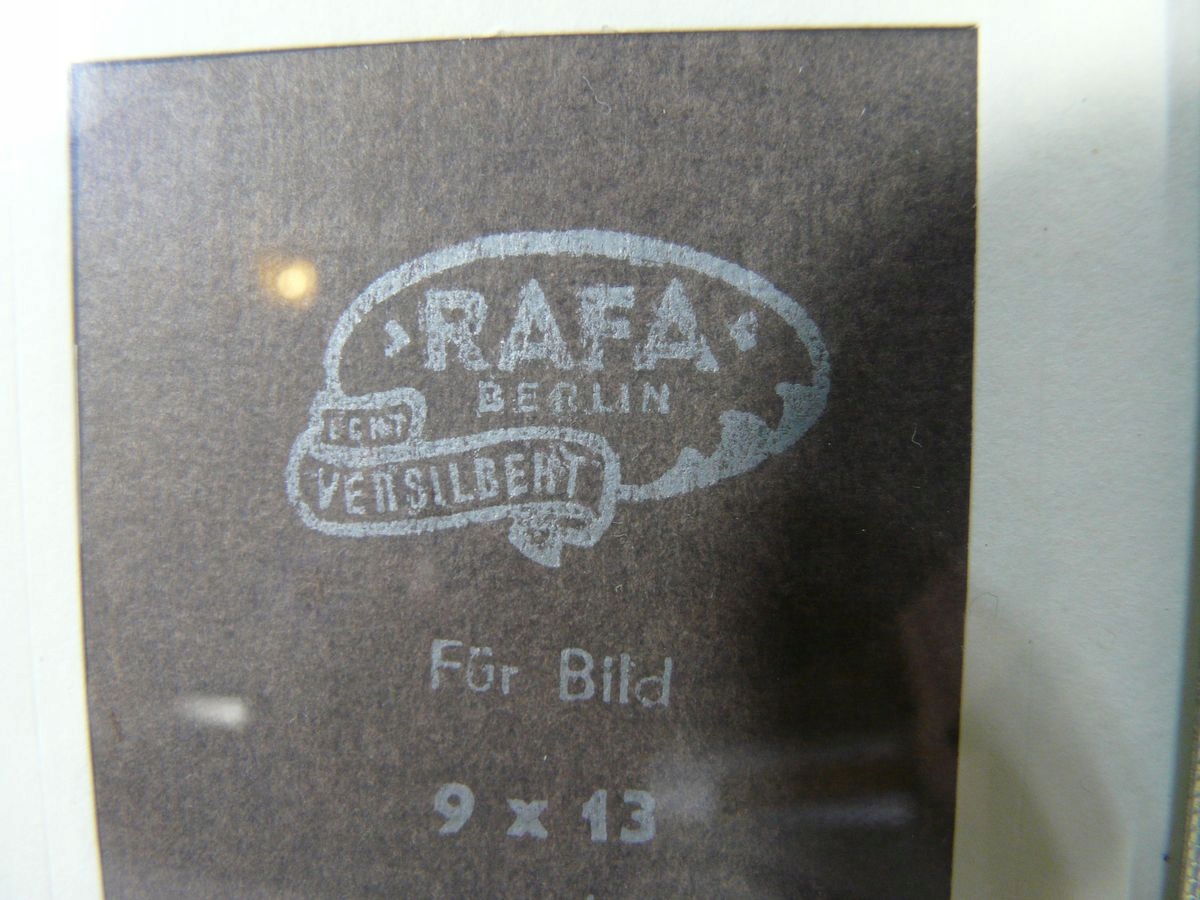 RAFA
BERLIN
ECHT
VERSILBERT
Für Bild
9 x 13